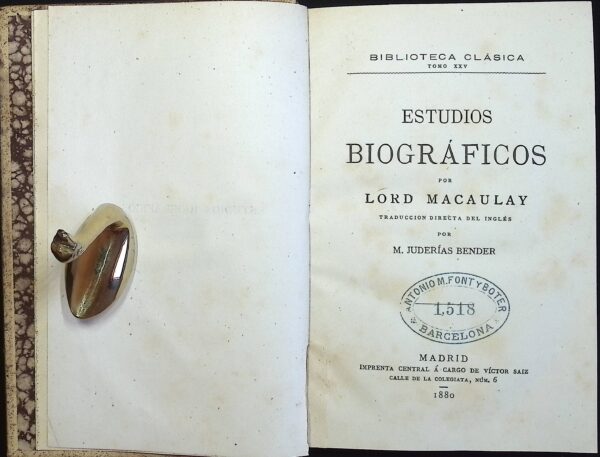 BIBLIOTECA CLÁSICA
TOMO XXV
ESTUDIOS
BIOGRÁFICOS
POR
LORD MACAULAY
TRADUCCION DIRECTA DEL INGLÉS
POR
M. JUDERÍAS BENDER
ANTONIO M. FONT Y BOTER
1,518
BARCELONA
MADRID
IMPRENTA CENTRAL Á CARGO DE VÍCTOR SAIZ
CALLE DE LA COLEGIATA, NÚM. 6
1880